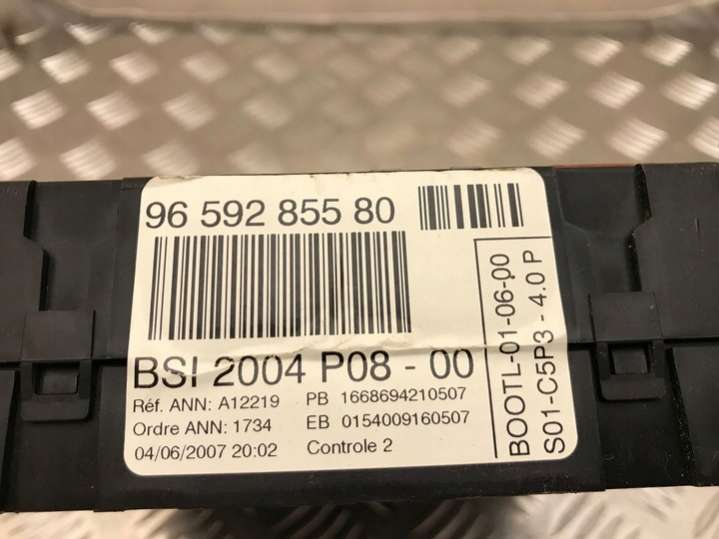 96 592 855 80
BSI 2004 P08 - 00
Réf. ANN: A12219 PB 1668694210507
Ordre ANN: 1734 EB 0154009160507
04/06/2007 20:02 Controle 2
BOOTL-01-06-00
S01-C5P3 - 4.0 P